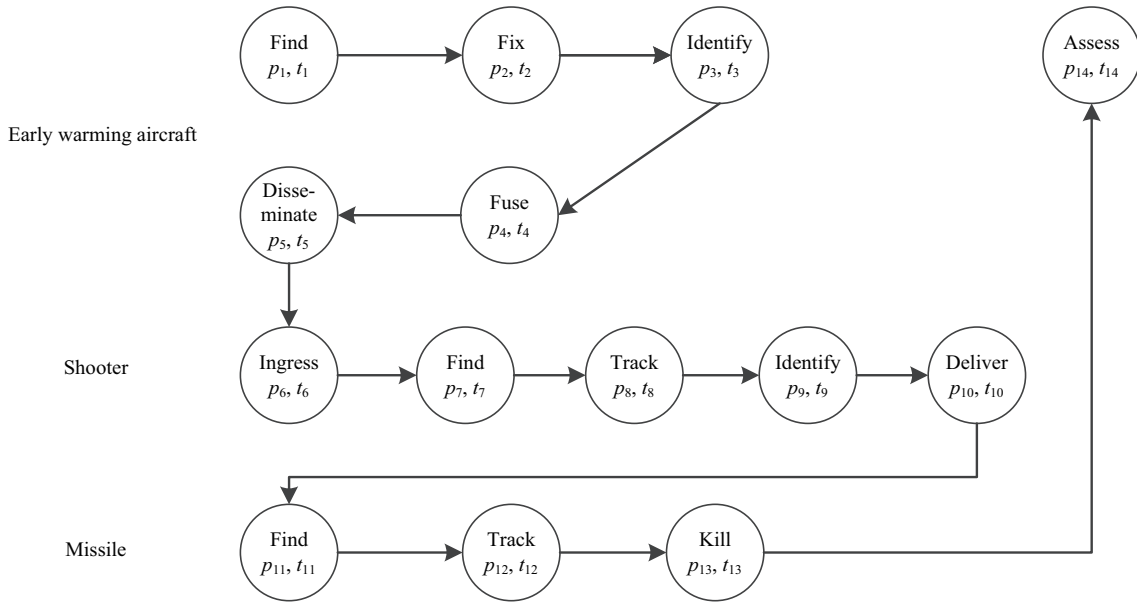 Find
p1, t1
Fix
p2, t2
Identify
p3, t3
Assess
p14, t14
Early warming aircraft
Disse-
minate
p5, t5
Fuse
p4, t4
Shooter
Ingress
p6, t6
Find
p7, t7
Track
p8, t8
Identify
p9, t9
Deliver
p10, t10
Missile
Find
p11, t11
Track
p12, t12
Kill
p13, t13